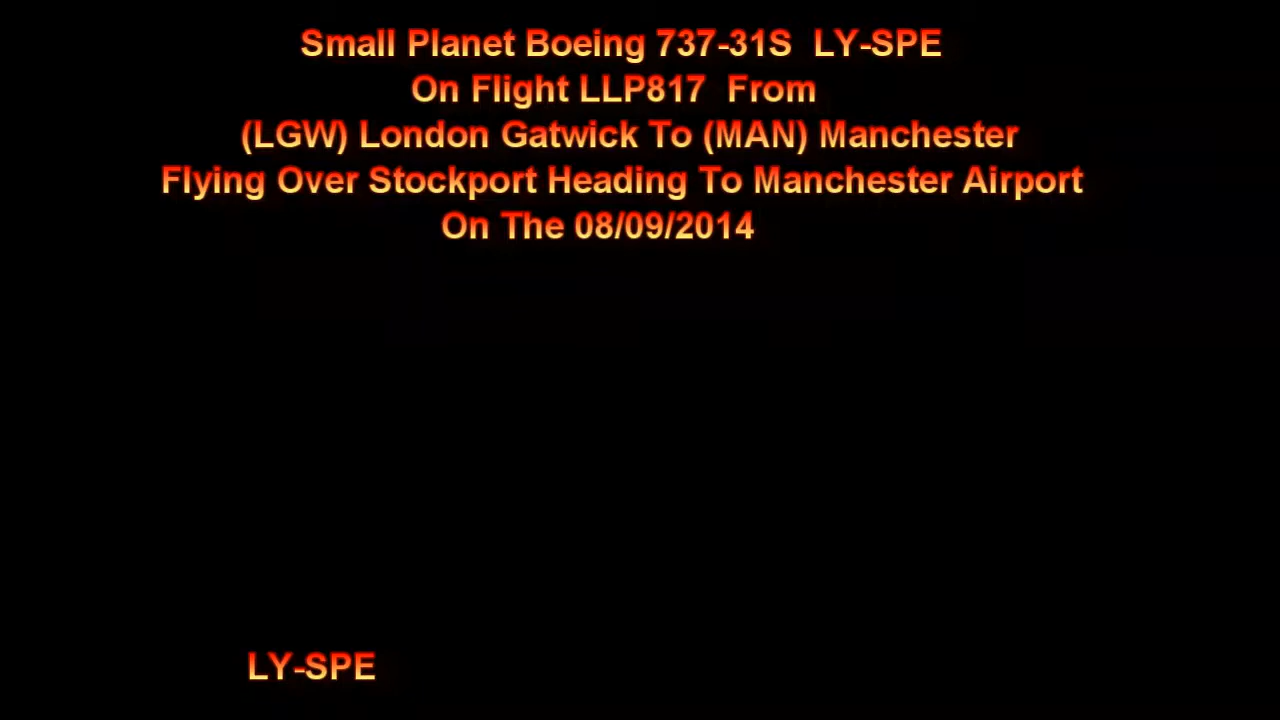 Small Planet Boeing 737-31S  LY-SPE
On Flight LLP817  From
(LGW) London Gatwick To (MAN) Manchester
Flying Over Stockport Heading To Manchester Airport
On The 08/09/2014
LY-SPE